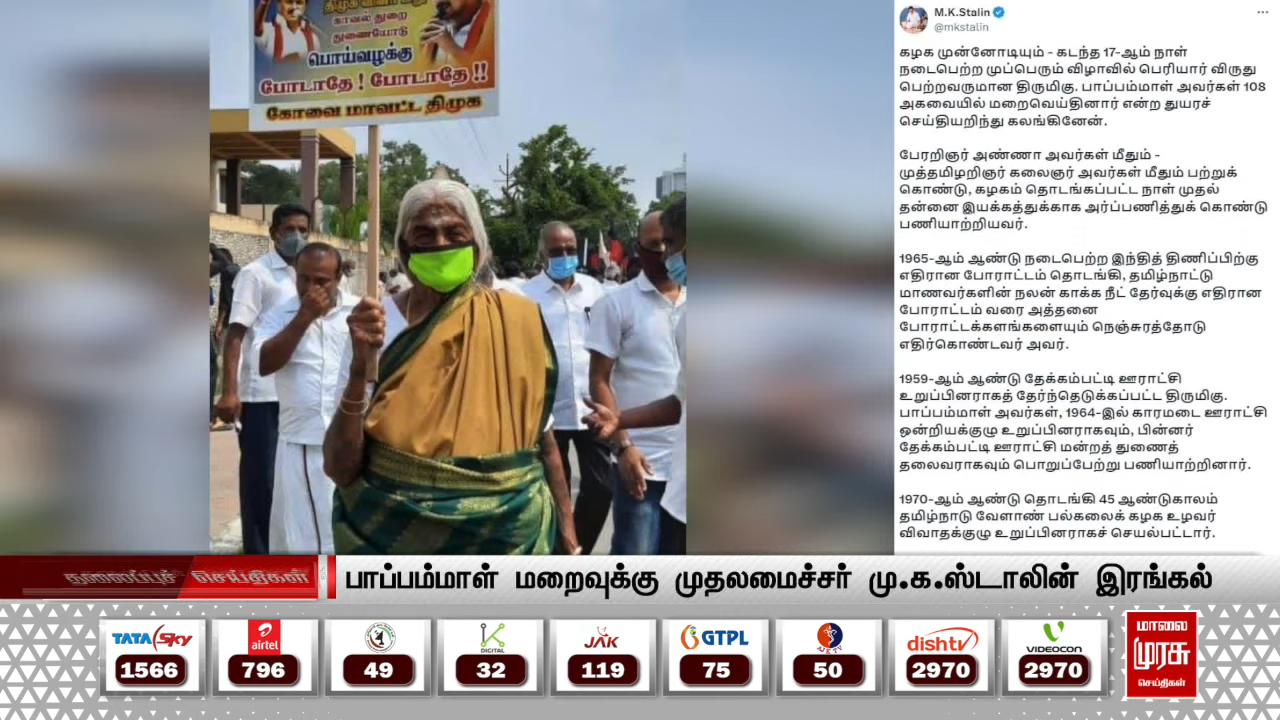 திமுக வினர் மீது
காவல் துறை
துணையோடு
பொய்வழக்கு
போடாதே ! போடாதே !!
கோவை மாவட்ட திமுக
M.K.Stalin
@mkstalin
கழக முன்னோடியும் - கடந்த 17-ஆம் நாள்
நடைபெற்ற முப்பெரும் விழாவில் பெரியார் விருது
பெற்றவருமான திருமிகு. பாப்பம்மாள் அவர்கள் 108
அகவையில் மறைவெய்தினார் என்ற துயரச்
செய்தியறிந்து கலங்கினேன்.
பேரறிஞர் அண்ணா அவர்கள் மீதும் -
முத்தமிழறிஞர் கலைஞர் அவர்கள் மீதும் பற்றுக்
கொண்டு, கழகம் தொடங்கப்பட்ட நாள் முதல்
தன்னை இயக்கத்துக்காக அர்ப்பணித்துக் கொண்டு
பணியாற்றியவர்.
1965-ஆம் ஆண்டு நடைபெற்ற இந்தித் திணிப்பிற்கு
எதிரான போராட்டம் தொடங்கி, தமிழ்நாட்டு
மாணவர்களின் நலன் காக்க நீட் தேர்வுக்கு எதிரான
போராட்டம் வரை அத்தனை
போராட்டக்களங்களையும் நெஞ்சுரத்தோடு
எதிர்கொண்டவர் அவர்.
1959-ஆம் ஆண்டு தேக்கம்பட்டி ஊராட்சி
உறுப்பினராகத் தேர்ந்தெடுக்கப்பட்ட திருமிகு.
பாப்பம்மாள் அவர்கள், 1964-இல் காரமடை ஊராட்சி
ஒன்றியக்குழு உறுப்பினராகவும், பின்னர்
தேக்கம்பட்டி ஊராட்சி மன்றத் துணைத்
தலைவராகவும் பொறுப்பேற்று பணியாற்றினார்.
1970-ஆம் ஆண்டு தொடங்கி 45 ஆண்டுகாலம்
தமிழ்நாடு வேளாண் பல்கலைக் கழக உழவர்
விவாதக்குழு உறுப்பினராகச் செயல்பட்டார்.
தலைப்புச் செய்திகள்
பாப்பம்மாள் மறைவுக்கு முதலமைச்சர் மு.க.ஸ்டாலின் இரங்கல்
TATA Sky
1566
airtel
796
49
DIGITAL
32
JAK
119
GTPL
75
50
dishtv
2970
VIDEOCON
2970
மாலை
முரசு
செய்திகள்